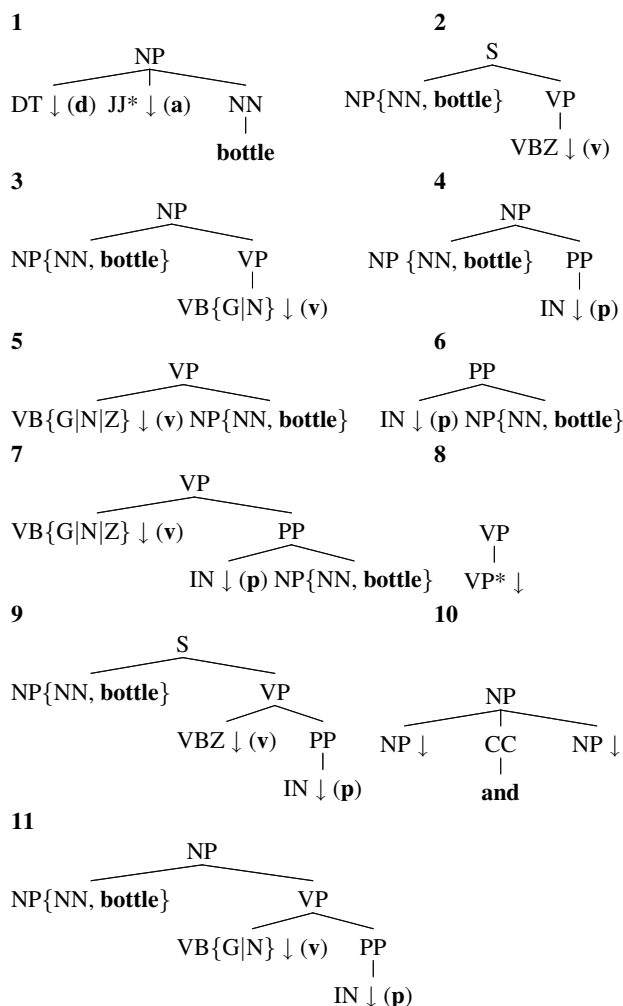 1 2
NP S
DT ↓ (d) JJ* ↓ (a) NN NP{NN, bottle} VP
bottle VBZ ↓ (v)
3 4
NP NP
NP{NN, bottle} VP NP {NN, bottle} PP
VB{G|N} ↓ (v) IN ↓ (p)
5 6
VP PP
VB{G|N|Z} ↓ (v) NP{NN, bottle} IN ↓ (p) NP{NN, bottle}
7 8
VP
VB{G|N|Z} ↓ (v) PP VP
IN ↓ (p) NP{NN, bottle} VP* ↓
9 10
S
NP{NN, bottle} VP NP
VBZ ↓ (v) PP NP ↓ CC NP ↓
IN ↓ (p) and
11
NP
NP{NN, bottle} VP
VB{G|N} ↓ (v) PP
IN ↓ (p)